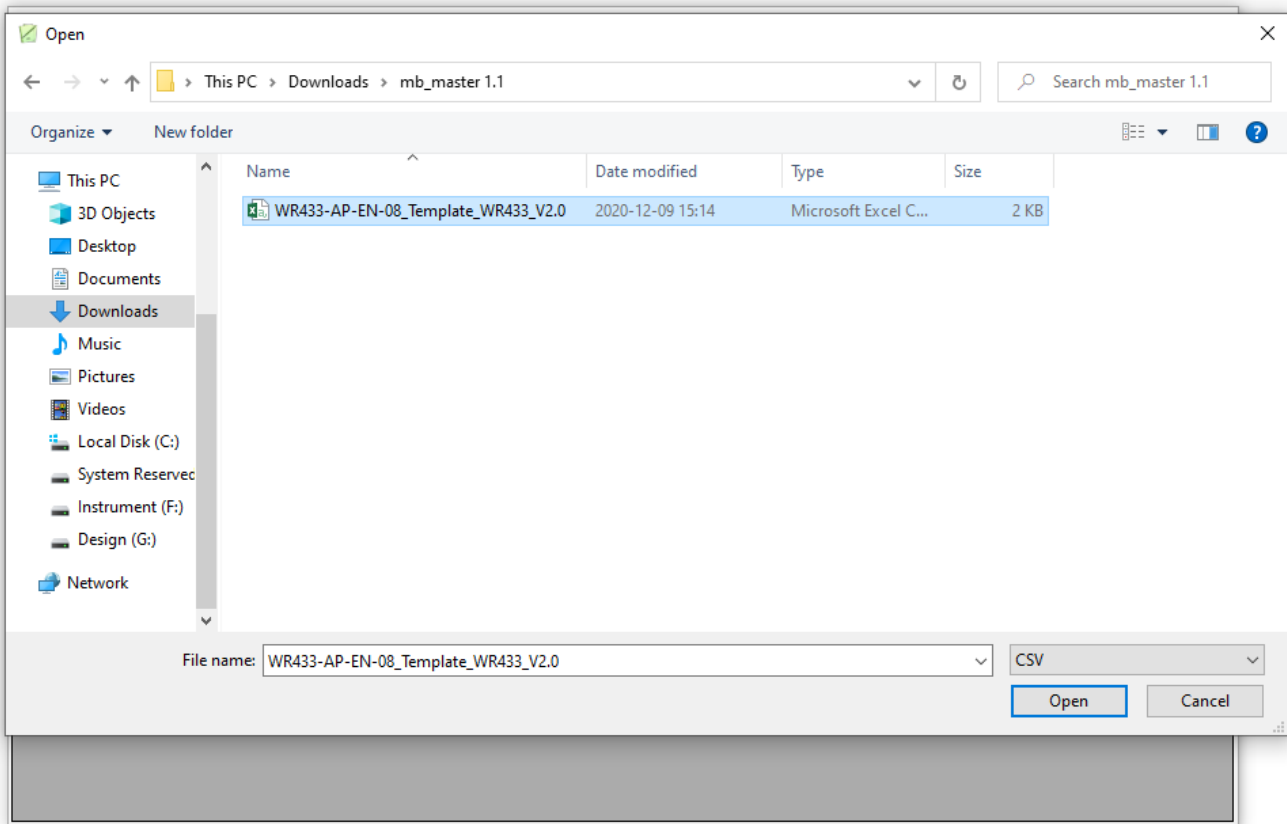 Open
This PC > Downloads > mb_master 1.1
Search mb_master 1.1
Organize
New folder
Name
Date modified
Type
Size
WR433-AP-EN-08_Template_WR433_V2.0
2020-12-09 15:14
Microsoft Excel C...
2 KB
This PC
3D Objects
Desktop
Documents
Downloads
Music
Pictures
Videos
Local Disk (C:)
System Reserved
Instrument (F:)
Design (G:)
Network
File name:
WR433-AP-EN-08_Template_WR433_V2.0
CSV
Open
Cancel